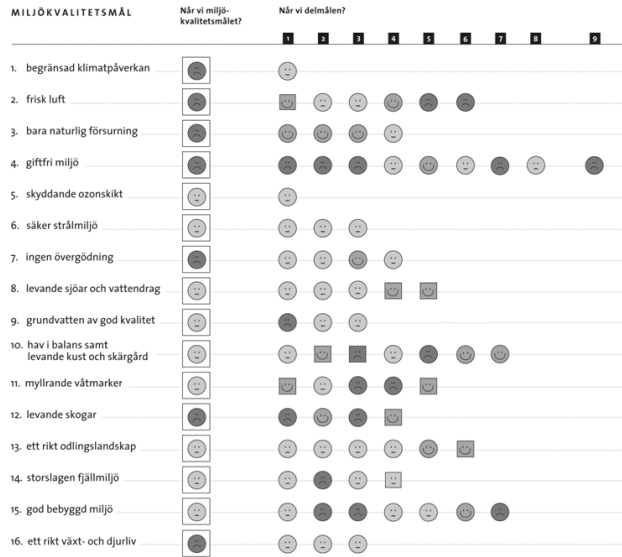 MILJÖKVALITETSMÅL
Når vi miljö-
kvalitetsmålet?
Når vi delmålen?
1 2 3 4 5 6 7 8 9
1. begränsad klimatpåverkan
2. frisk luft
3. bara naturlig försurning
4. giftfri miljö
5. skyddande ozonskikt
6. säker strålmiljö
7. ingen övergödning
8. levande sjöar och vattendrag
9. grundvatten av god kvalitet
10. hav i balans samt
levande kust och skärgård
11. myllrande våtmarker
12. levande skogar
13. ett rikt odlingslandskap
14. storslagen fjällmiljö
15. god bebyggd miljö
16. ett rikt växt- och djurliv